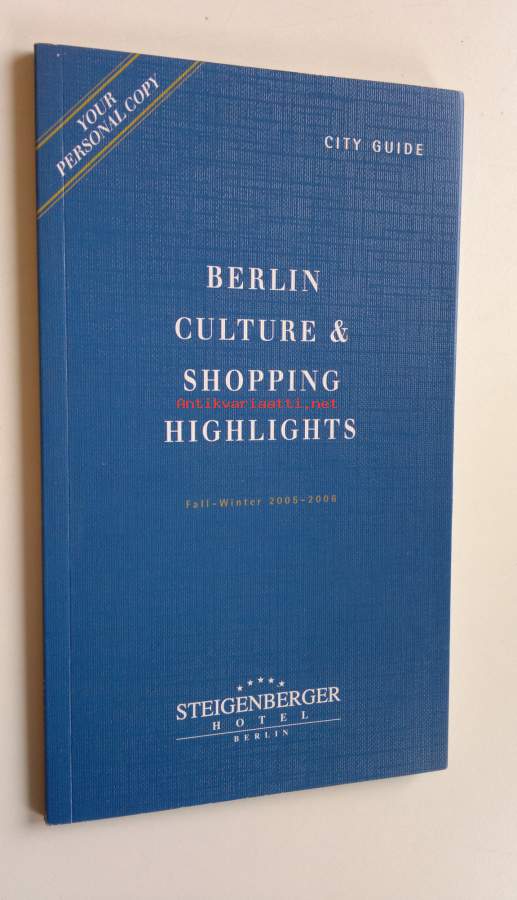 YOUR
PERSONAL COPY
CITY GUIDE
BERLIN
CULTURE &
SHOPPING
Antikvariaatti.net
HIGHLIGHTS
Fall-Winter 2005-2006
STEIGENBERGER
HOTEL
BERLIN